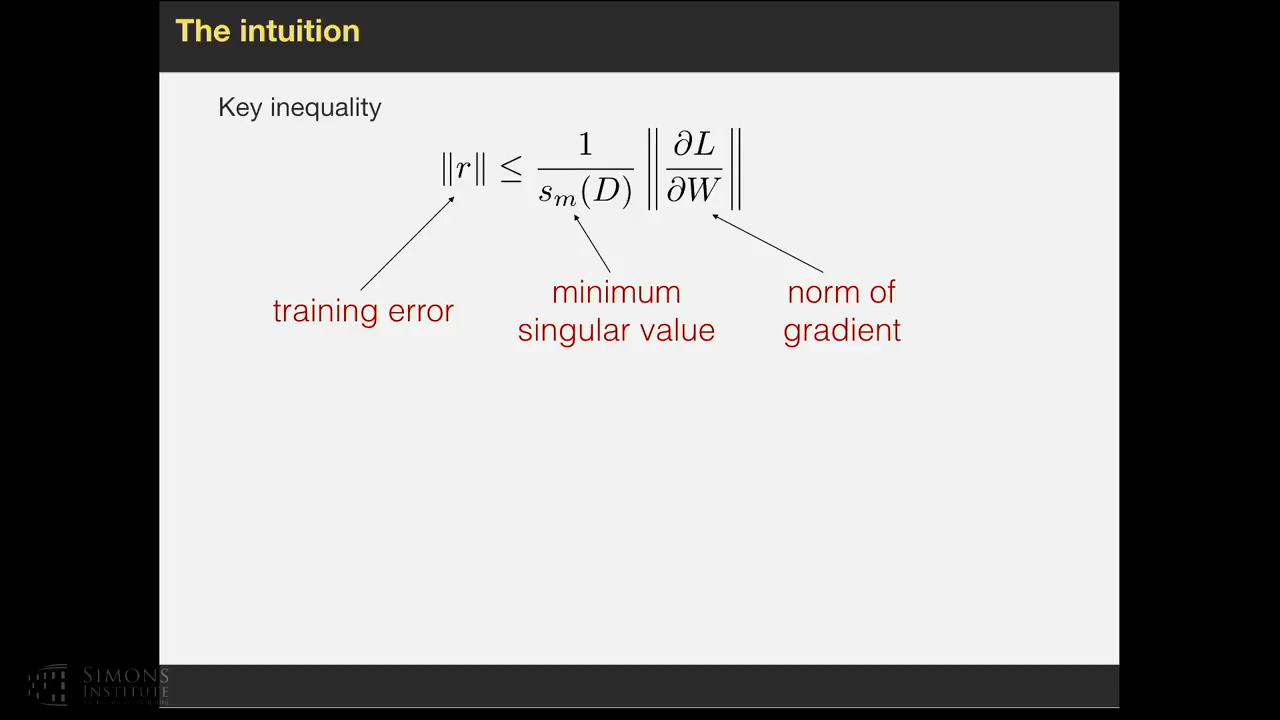 The intuition
Key inequality
‖r‖ ≤ 1/s_m(D) ‖∂L/∂W‖
training error
minimum
singular value
norm of
gradient
SIMONS
INSTITUTE